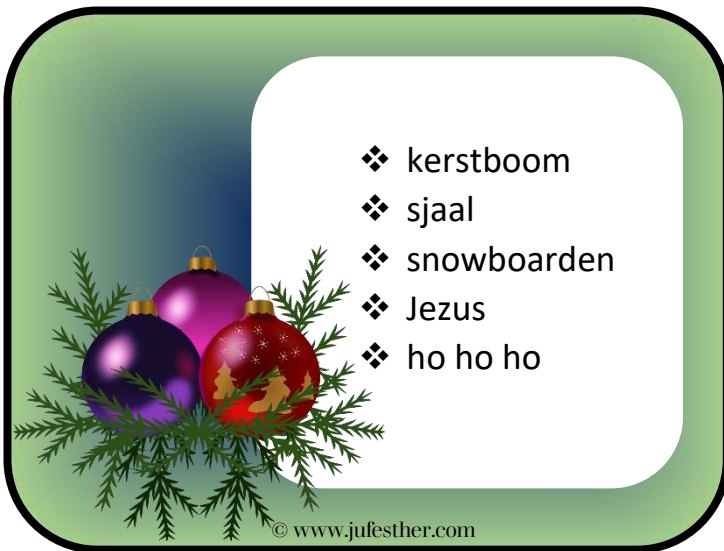 ❖ kerstboom
❖ sjaal
❖ snowboarden
❖ Jezus
❖ ho ho ho
© www.jufesther.com